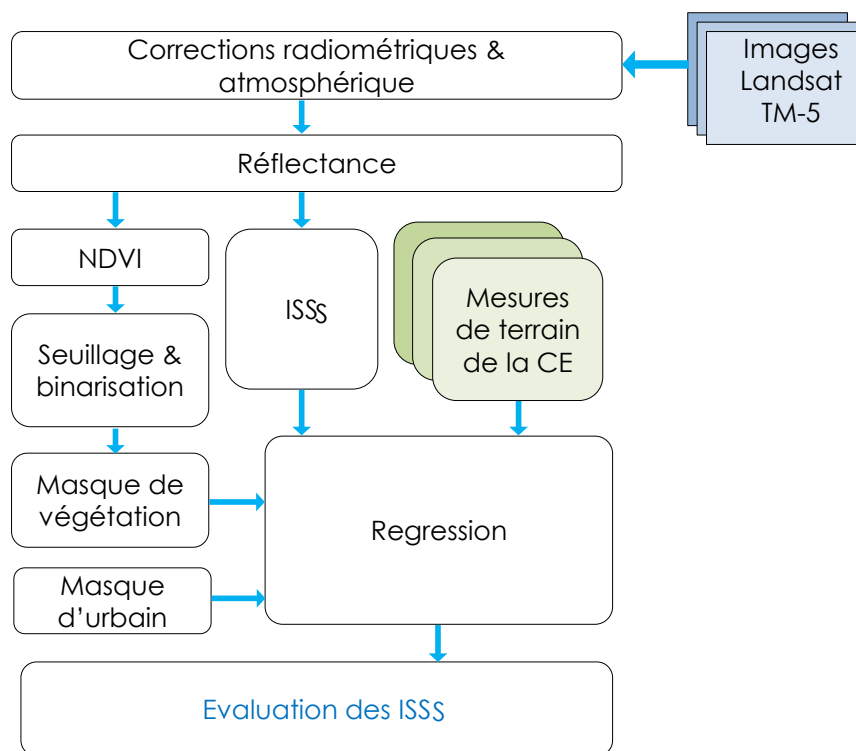 Corrections radiométriques &
atmosphérique
Images
Landsat
TM-5
Réflectance
NDVI
ISSs
Mesures
de terrain
de la CE
Seuillage &
binarisation
Masque de
végétation
Regression
Masque
d'urbain
Evaluation des ISSs